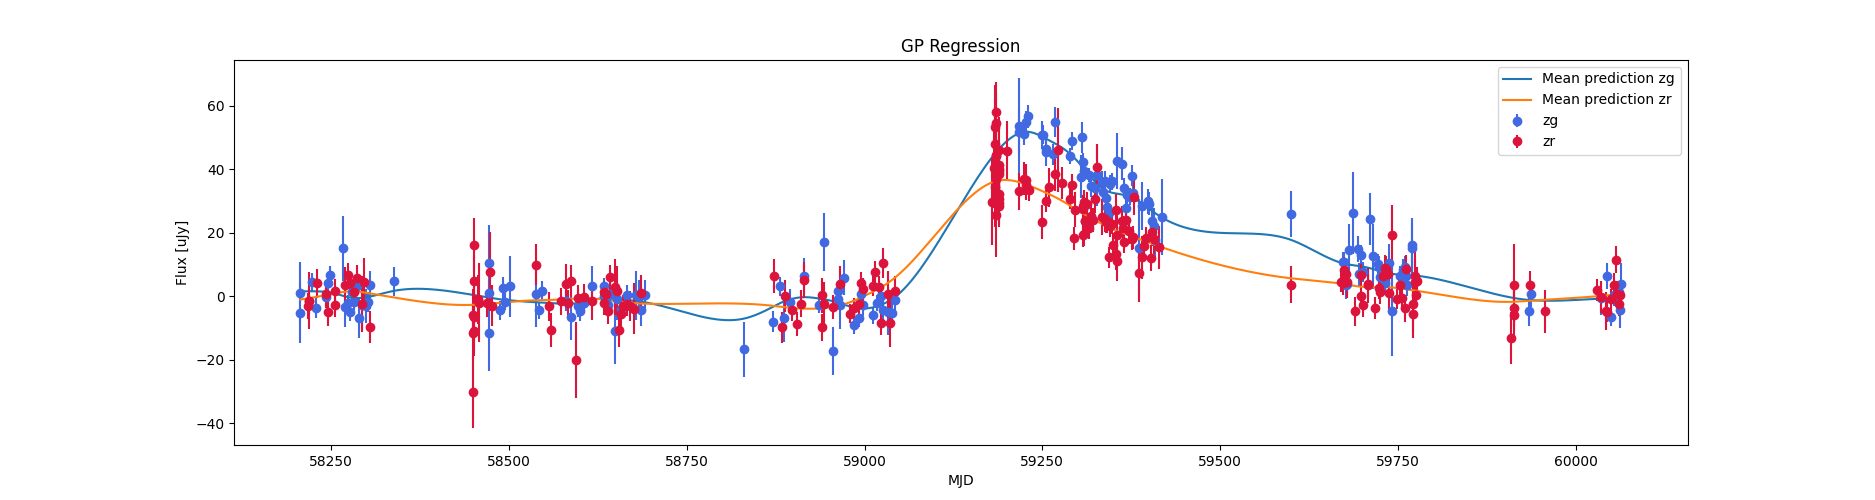 GP Regression
Flux [uJy]
60
40
20
0
−20
−40
58250
58500
58750
59000
59250
59500
59750
60000
MJD
Mean prediction zg
Mean prediction zr
zg
zr